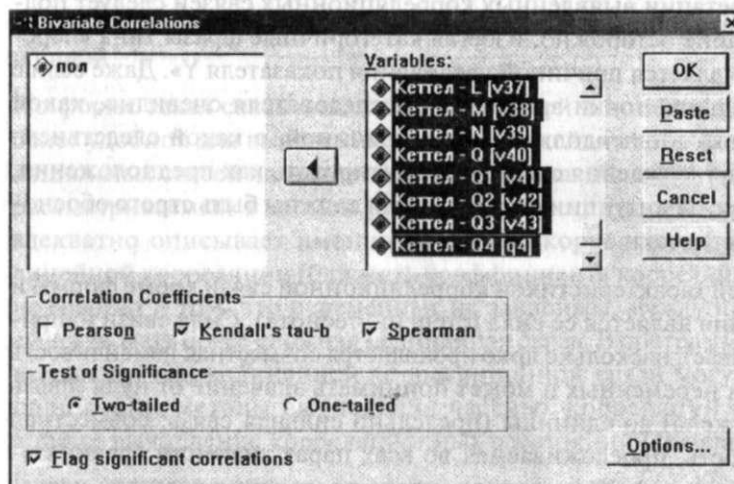 Bivariate Correlations
пол
Variables:
Кеттел - L [v37]
Кеттел - M [v38]
Кеттел - N [v39]
Кеттел - Q [v40]
Кеттел - Q1 [v41]
Кеттел - Q2 [v42]
Кеттел - Q3 [v43]
Кеттел - Q4 [q4]
OK
Paste
Reset
Cancel
Help
Correlation Coefficients
Pearson
Kendall's tau-b
Spearman
Test of Significance
Two-tailed
One-tailed
Flag significant correlations
Options...